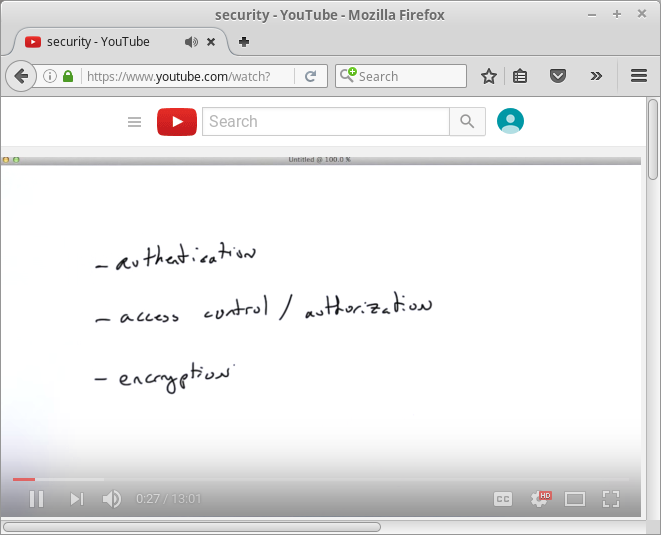 security - YouTube - Mozilla Firefox
security - YouTube
https://www.youtube.com/watch?
Search
Search
Untitled @ 100.0 %
- authentication
- access control / authorization
- encryption
0:27 / 13:01
CC
HD